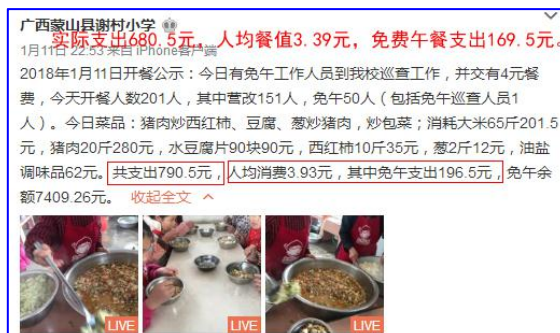 广西蒙山县谢村小学
实际支出680.5元，人均餐值3.39元，免费午餐支出169.5元。
1月11日 22:53 来自 iPhone客户端
2018年1月11日开餐公示：今日有免午工作人员到我校巡查工作，并交有4元餐
费，今天开餐人数201人，其中营改151人，免午50人（包括免午巡查人员1
人）。今日菜品：猪肉炒西红柿、豆腐、葱炒猪肉，炒包菜；消耗大米65斤201.5
元，猪肉20斤280元，水豆腐片90块90元，西红柿10斤35元，葱2斤12元，油盐
调味品62元。共支出790.5元，人均消费3.93元，其中免午支出196.5元，免午余
额7409.26元。 收起全文
LIVE
LIVE
LIVE